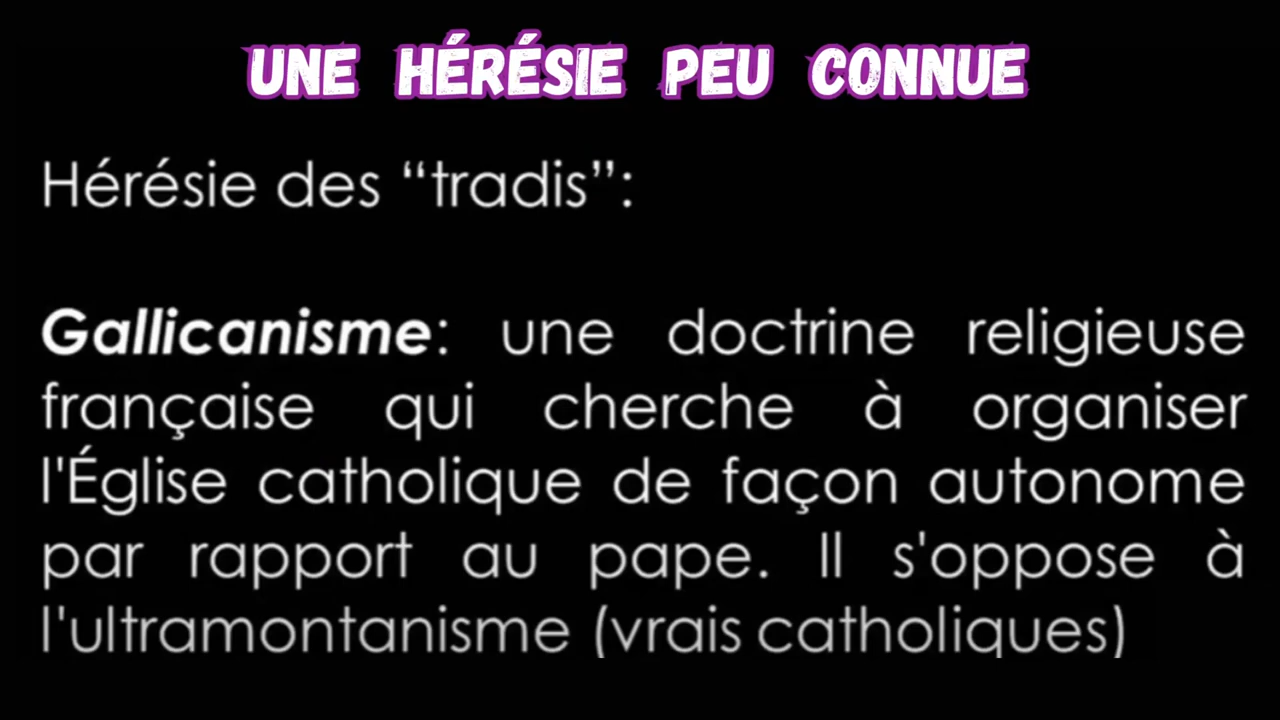 UNE HÉRÉSIE PEU CONNUE
Hérésie des “tradis”:
Gallicanisme: une doctrine religieuse
française qui cherche à organiser
l'Église catholique de façon autonome
par rapport au pape. Il s'oppose à
l'ultramontanisme (vrais catholiques)